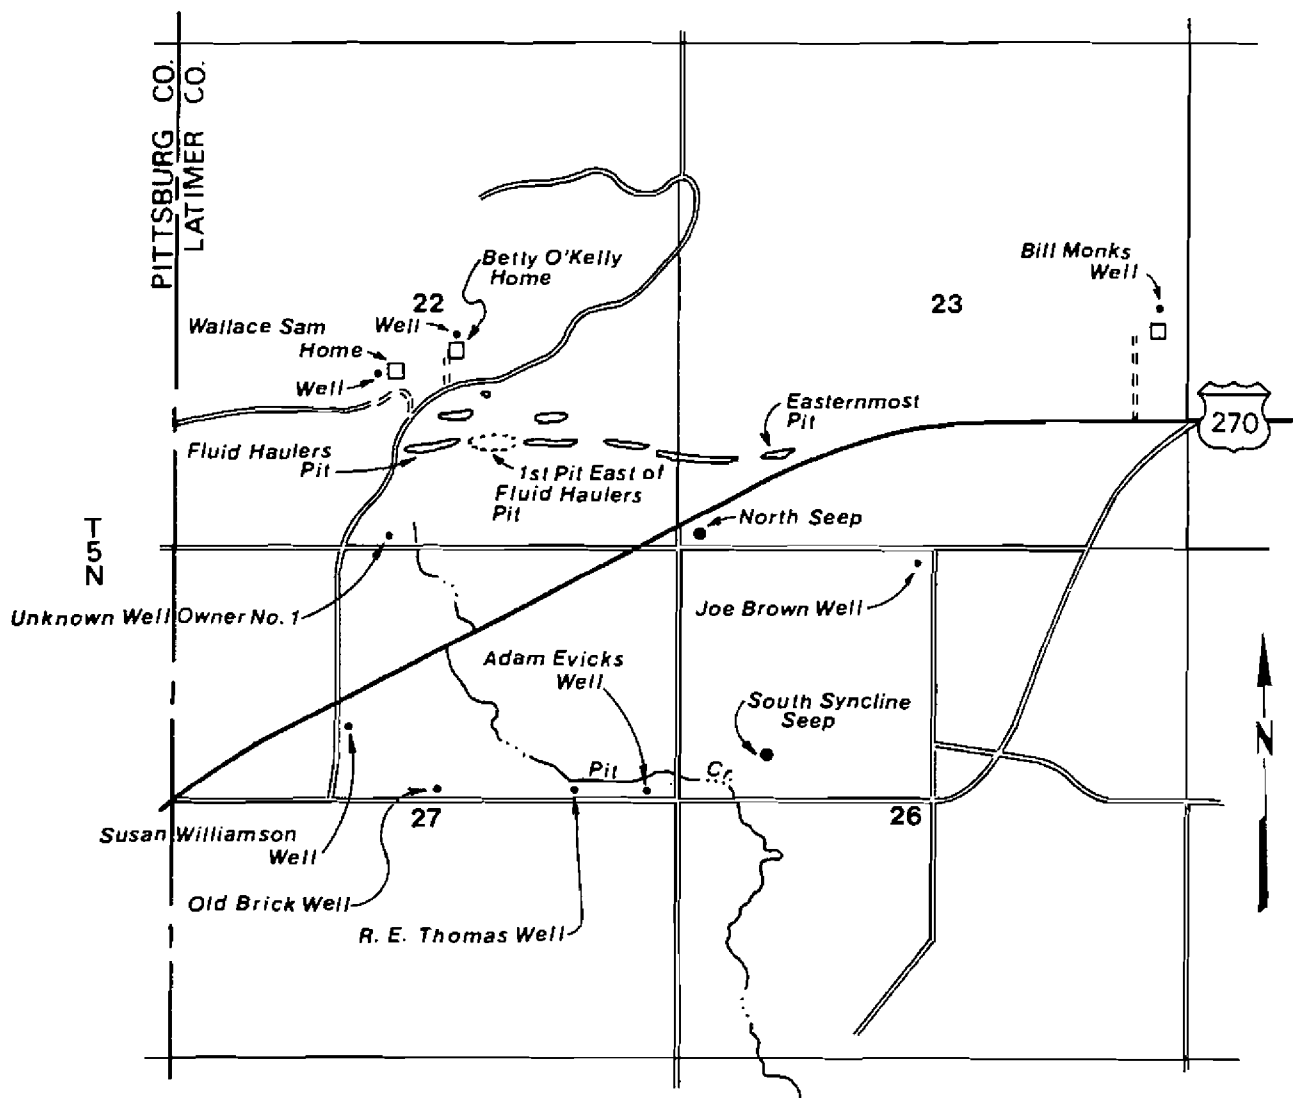 PITTSBURG CO.
LATIMER CO.
Betty O'Kelly
Home
Bill Monks
Well
22
23
Wallace Sam
Home
Well
Well
Easternmost
Pit
270
Fluid Haulers
Pit
1st Pit East of
Fluid Haulers
Pit
North Seep
T
5
N
Unknown Well Owner No. 1
Joe Brown Well
Adam Evicks
Well
South Syncline
Seep
N
Pit Cr.
27
26
Susan Williamson
Well
Old Brick Well
R. E. Thomas Well